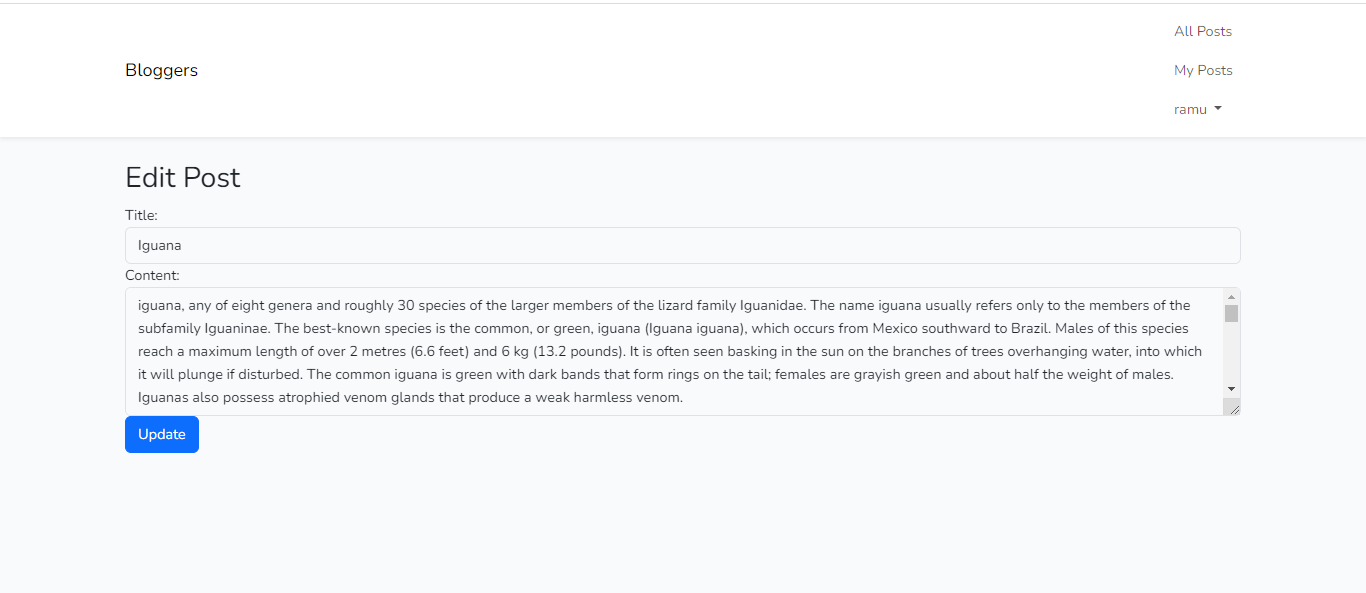 All Posts
Bloggers
My Posts
ramu
Edit Post
Title:
Iguana
Content:
iguana, any of eight genera and roughly 30 species of the larger members of the lizard family Iguanidae. The name iguana usually refers only to the members of the
subfamily Iguaninae. The best-known species is the common, or green, iguana (Iguana iguana), which occurs from Mexico southward to Brazil. Males of this species
reach a maximum length of over 2 metres (6.6 feet) and 6 kg (13.2 pounds). It is often seen basking in the sun on the branches of trees overhanging water, into which
it will plunge if disturbed. The common iguana is green with dark bands that form rings on the tail; females are grayish green and about half the weight of males.
Iguanas also possess atrophied venom glands that produce a weak harmless venom.
Update